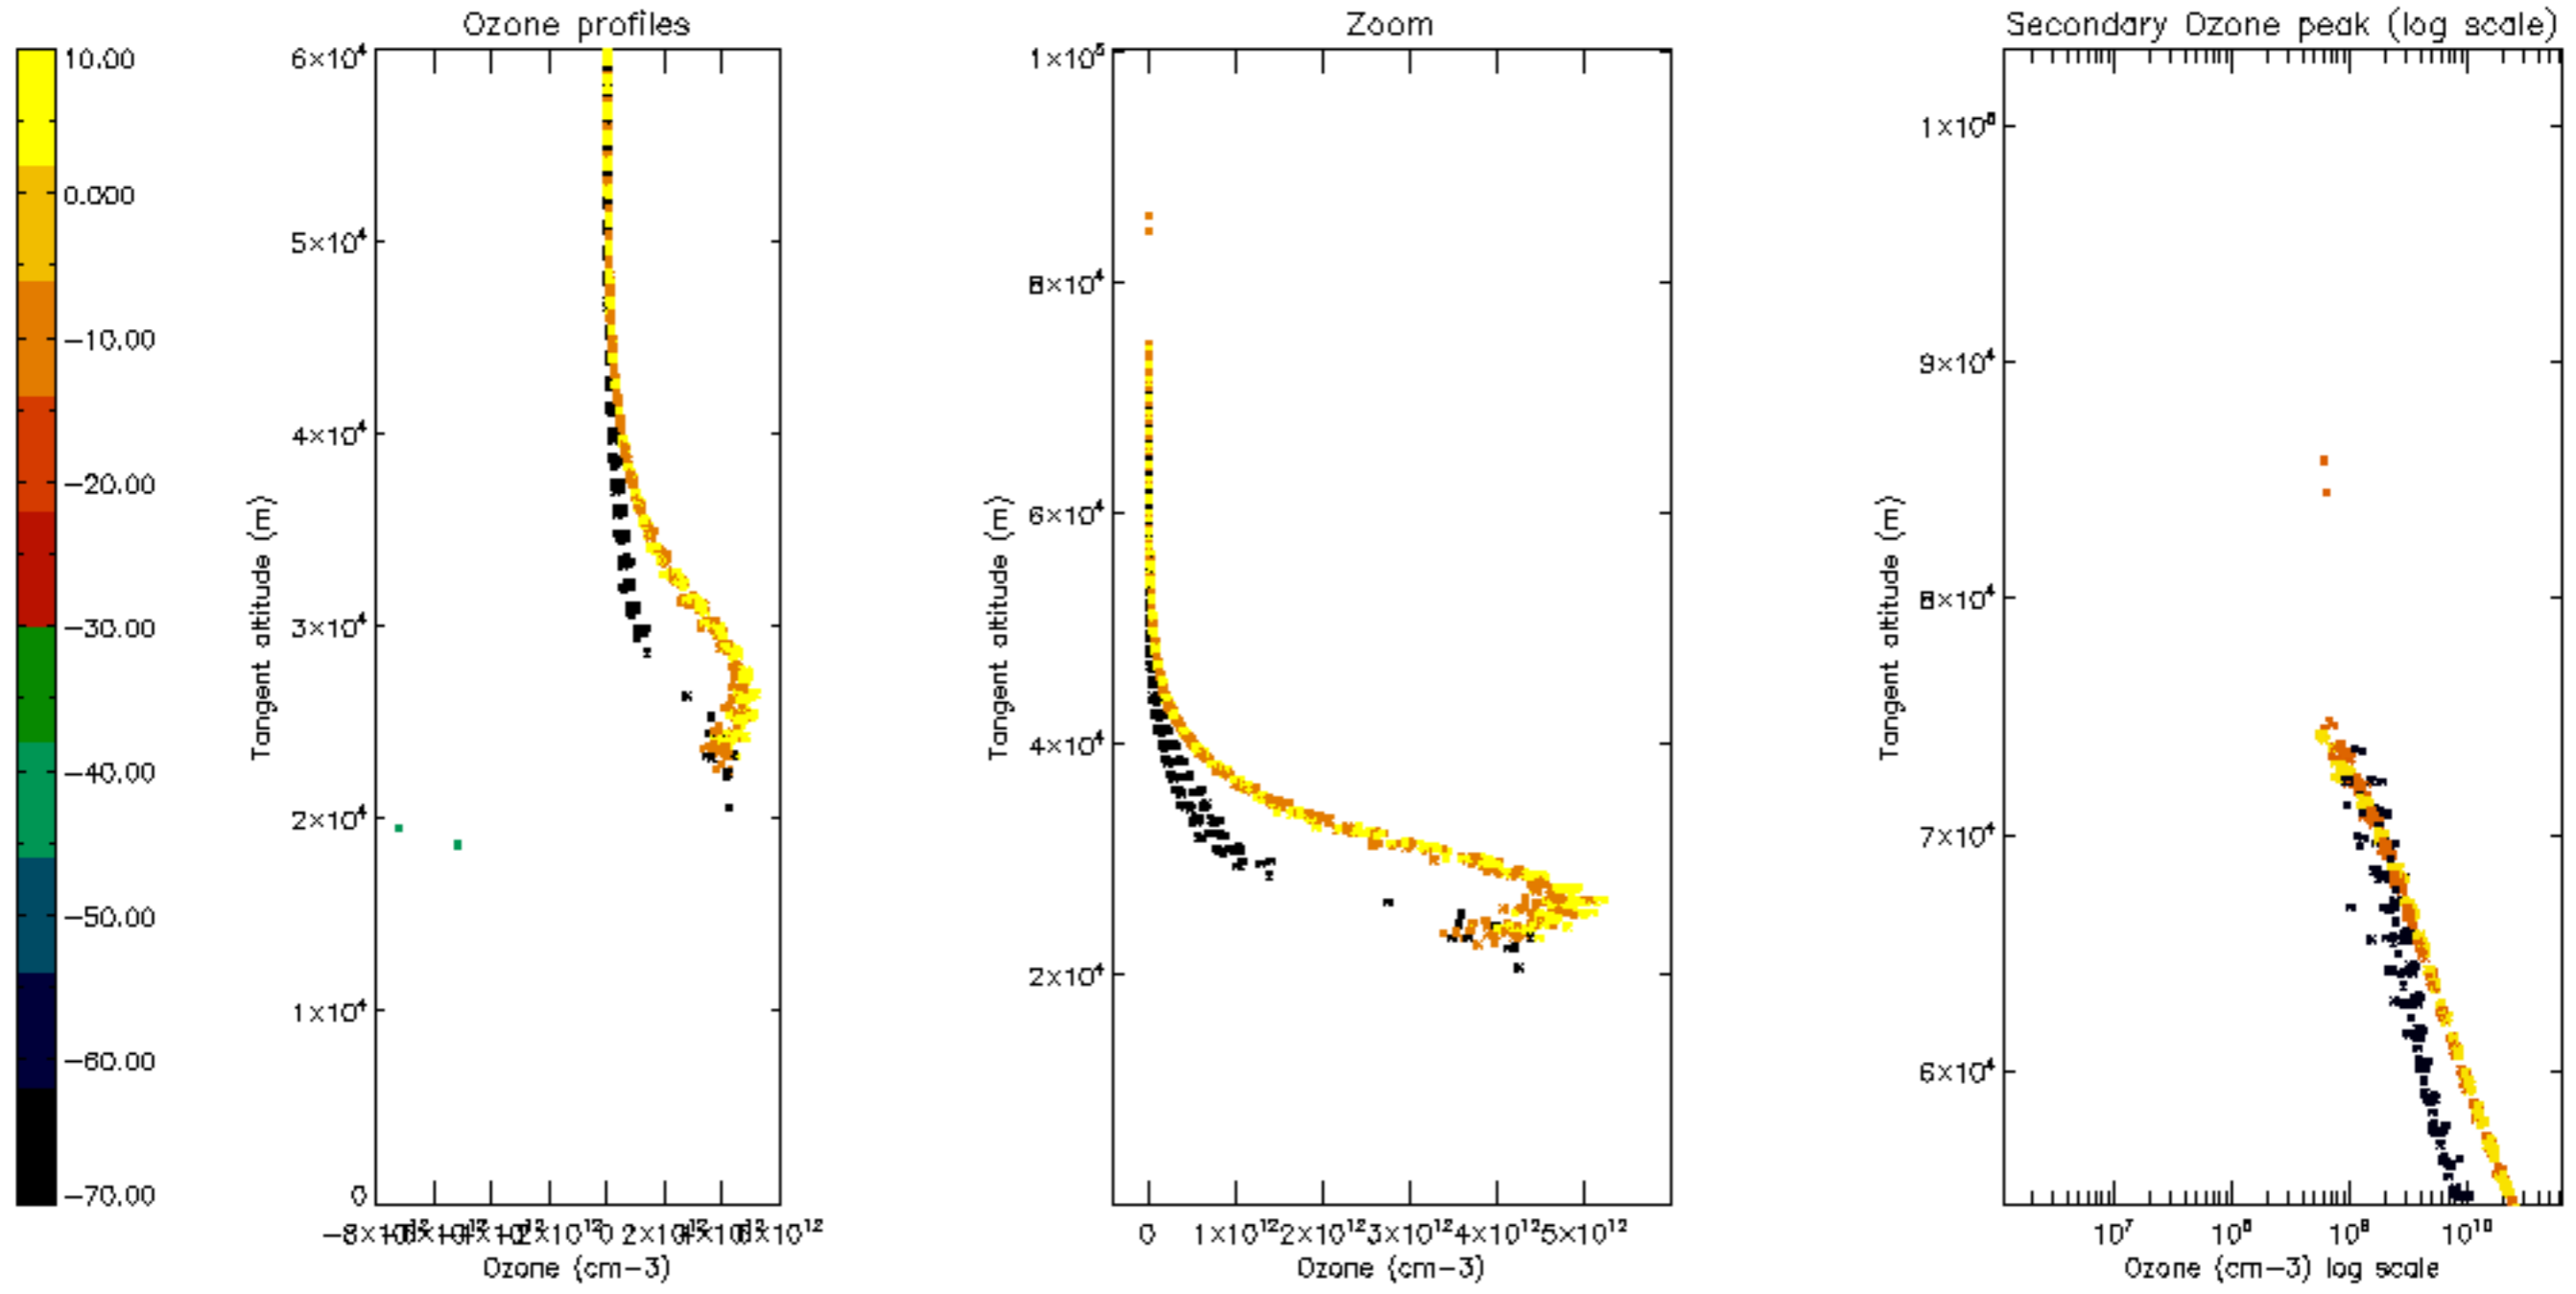 Ozone profiles
Zoom
Secondary Ozone peak (log scale)
10.00
0.00
−10.00
−20.00
−30.00
−40.00
−50.00
−60.00
−70.00
6×10⁴
5×10⁴
4×10⁴
3×10⁴
2×10⁴
1×10⁴
0
Tangent altitude (m)
0
Ozone (cm−3)
1×10⁵
8×10⁴
6×10⁴
4×10⁴
2×10⁴
Tangent altitude (m)
0 1×10¹² 2×10¹² 3×10¹² 4×10¹² 5×10¹²
Ozone (cm−3)
1×10⁵
9×10⁴
8×10⁴
7×10⁴
6×10⁴
Tangent altitude (m)
10⁷ 10⁸ 10⁹ 10¹⁰
Ozone (cm−3) log scale